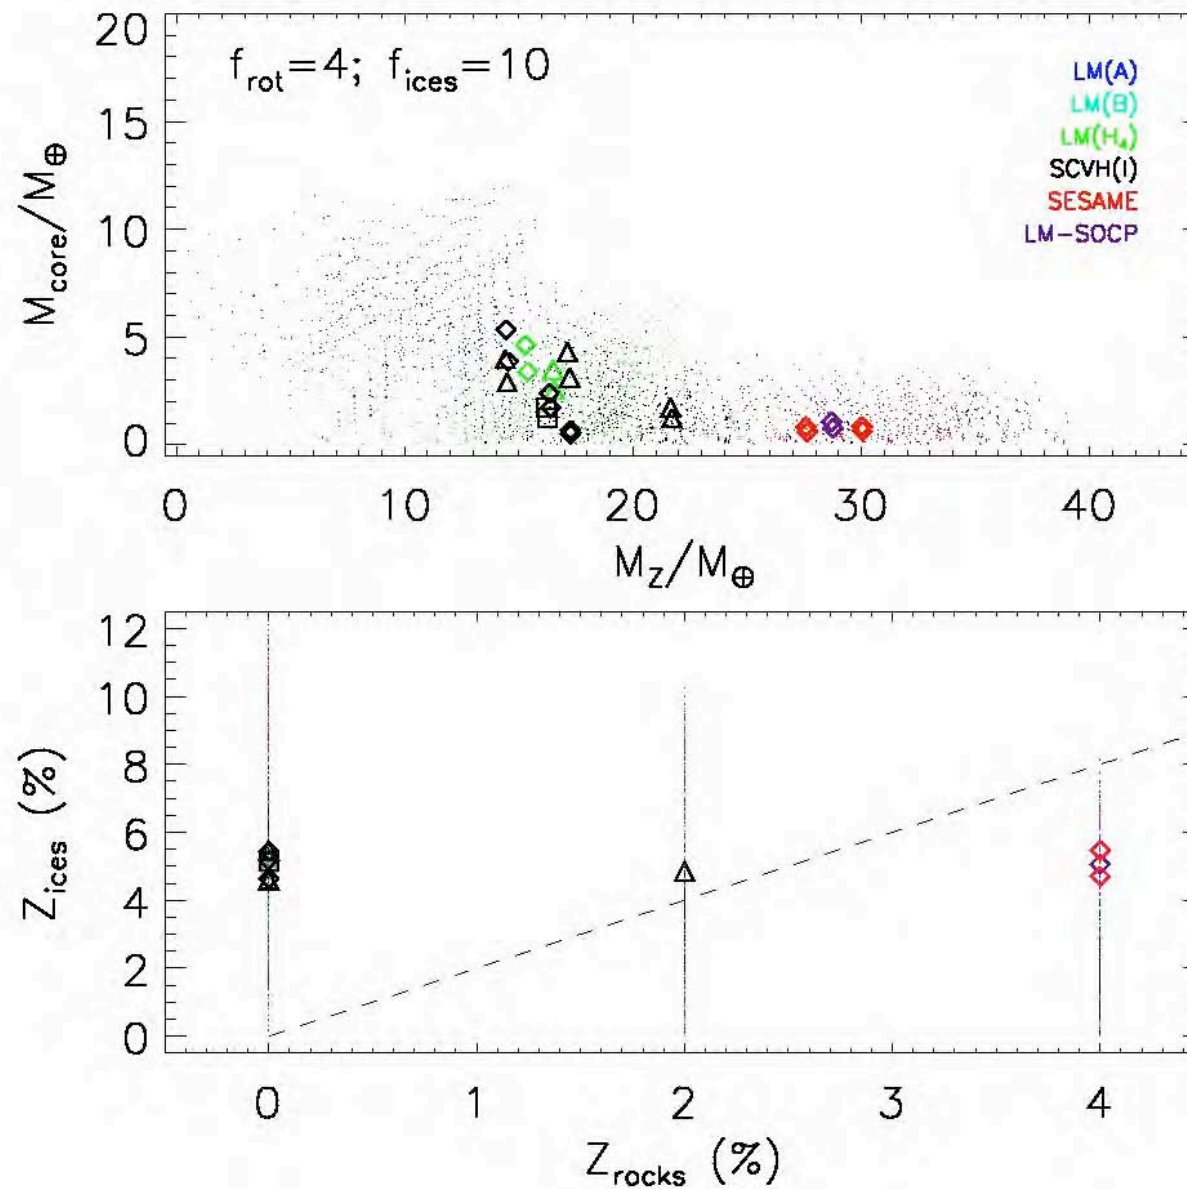 20
15
10
5
0
M_core/M_⊕
f_rot=4; f_ices=10
LM(A)
LM(B)
LM(H₄)
SCVH(I)
SESAME
LM-SOCP
0 10 20 30 40
M_Z/M_⊕
12
10
8
6
4
2
0
Z_ices (%)
0 1 2 3 4
Z_rocks (%)